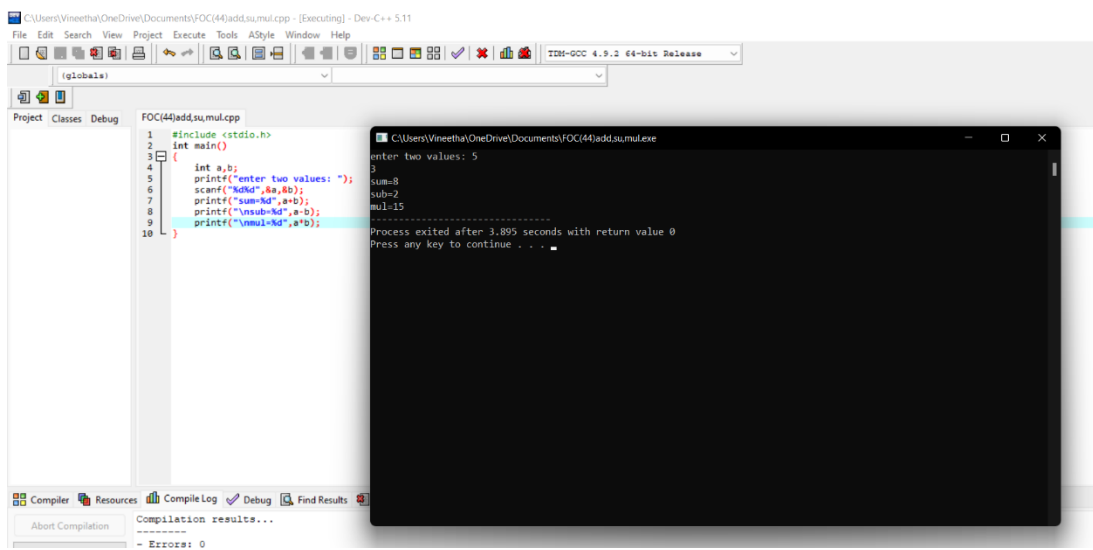 C:\Users\Vineetha\OneDrive\Documents\FOC(44)add,su,mul.cpp - [Executing] - Dev-C++ 5.11
File Edit Search View Project Execute Tools AStyle Window Help
TDM-GCC 4.9.2 64-bit Release
(globals)
Project Classes Debug
FOC(44)add,su,mul.cpp
1 #include <stdio.h>
2 int main()
3 {
4 int a,b;
5 printf("enter two values: ");
6 scanf("%d%d",&a,&b);
7 printf("sum=%d",a+b);
8 printf("\nsub=%d",a-b);
9 printf("\nmul=%d",a*b);
10 }
C:\Users\Vineetha\OneDrive\Documents\FOC(44)add,su,mul.exe
enter two values: 5
3
sum=8
sub=2
mul=15
--------------------------------
Process exited after 3.895 seconds with return value 0
Press any key to continue . . .
Compiler Resources Compile Log Debug Find Results
Abort Compilation
Compilation results...
--------
- Errors: 0